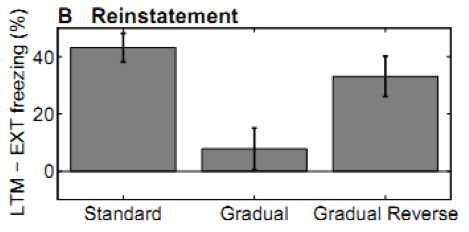 B Reinstatement
LTM − EXT freezing (%)
40
20
0
Standard Gradual Gradual Reverse